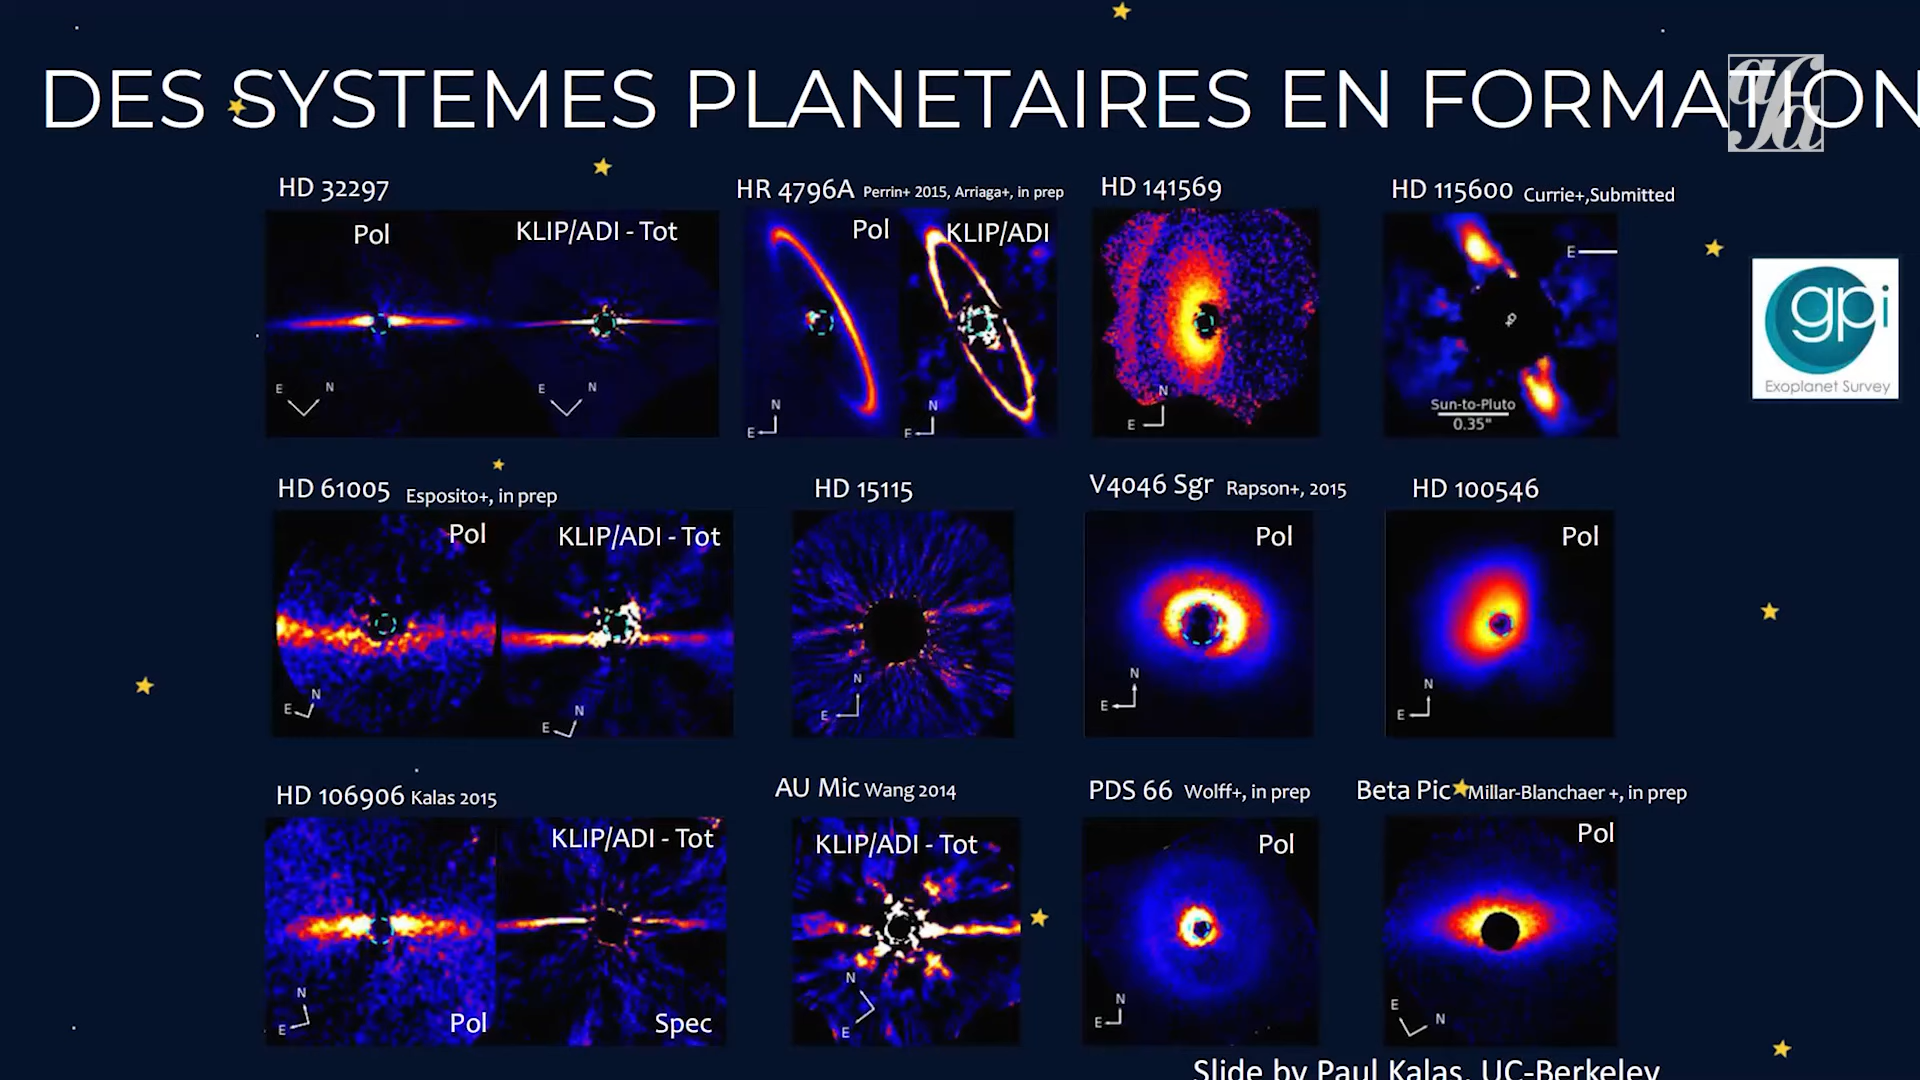 DES SYSTEMES PLANETAIRES EN FORMATION
afa
HD 32297
Pol
KLIP/ADI - Tot
E N
E N
HR 4796A Perrin+ 2015, Arriaga+, in prep
Pol
KLIP/ADI
N
E
N
E
HD 141569
N
E
HD 115600 Currie+,Submitted
E
Sun-to-Pluto
0.35"
gpi
Exoplanet Survey
HD 61005 Esposito+, in prep
Pol
KLIP/ADI - Tot
N
E
N
E
HD 15115
N
E
V4046 Sgr Rapson+, 2015
Pol
N
E
HD 100546
Pol
N
E
HD 106906 Kalas 2015
KLIP/ADI - Tot
N
E
Pol
Spec
AU Mic Wang 2014
KLIP/ADI - Tot
N
E
PDS 66 Wolff+, in prep
Pol
N
E
Beta Pic Millar-Blanchaer +, in prep
Pol
E
N
Slide by Paul Kalas, UC-Berkeley